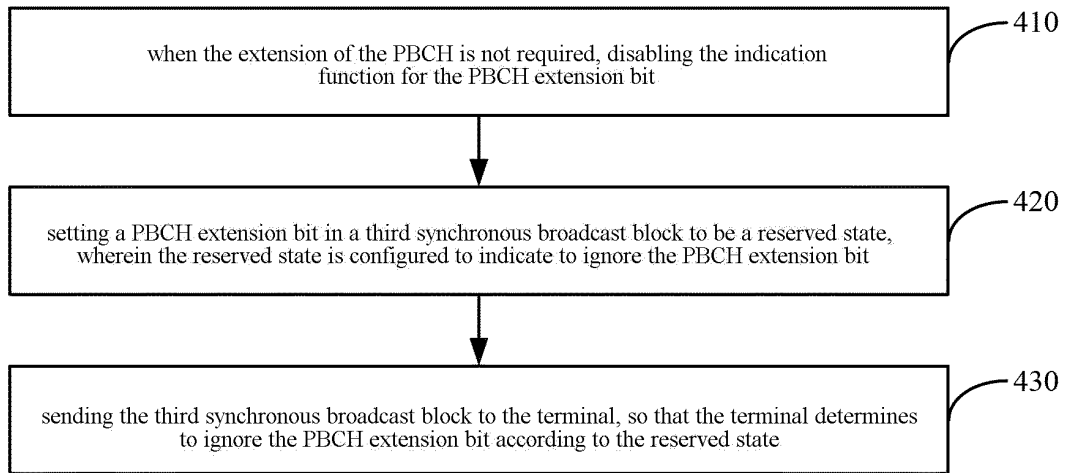 when the extension of the PBCH is not required, disabling the indication
function for the PBCH extension bit
410
setting a PBCH extension bit in a third synchronous broadcast block to be a reserved state,
wherein the reserved state is configured to indicate to ignore the PBCH extension bit
420
sending the third synchronous broadcast block to the terminal, so that the terminal determines
to ignore the PBCH extension bit according to the reserved state
430